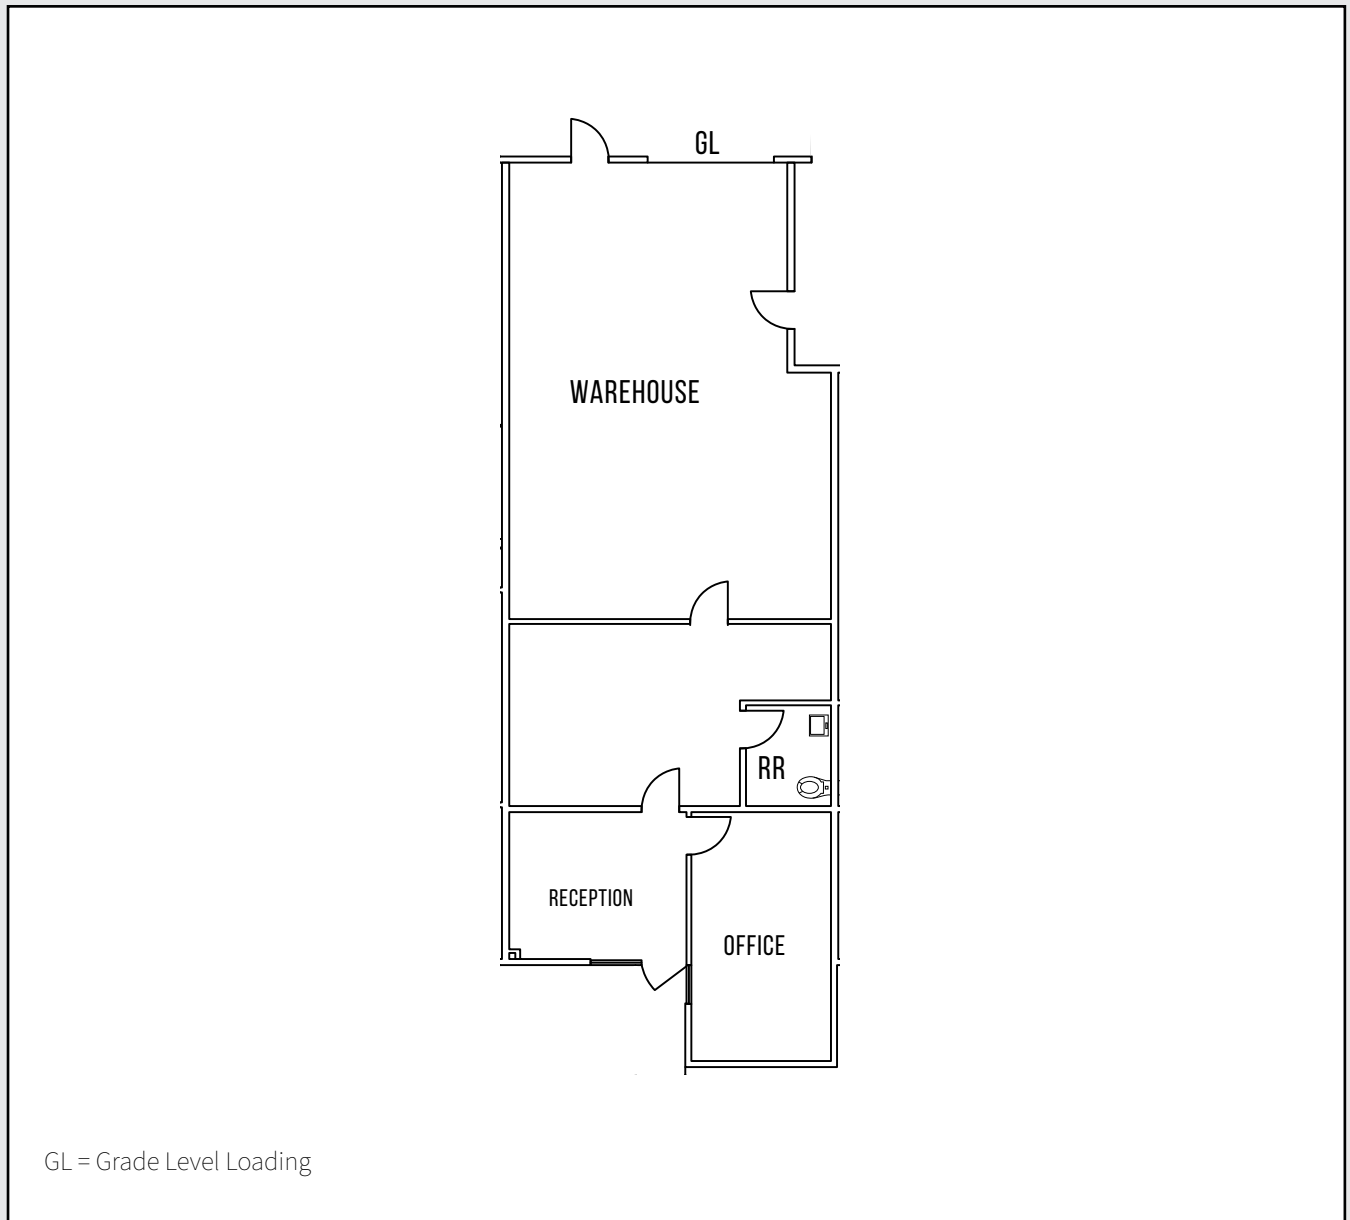 GL
WAREHOUSE
RR
RECEPTION
OFFICE
GL = Grade Level Loading